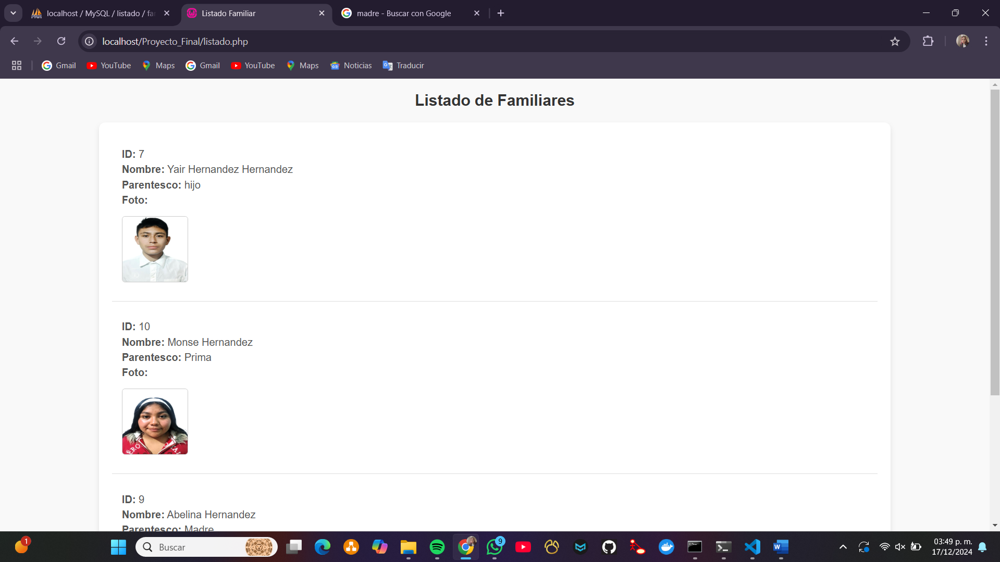 localhost / MySQL / listado / fa
Listado Familiar
madre - Buscar con Google
localhost/Proyecto_Final/listado.php
Gmail
YouTube
Maps
Gmail
YouTube
Maps
Noticias
Traducir
Listado de Familiares
ID: 7
Nombre: Yair Hernandez Hernandez
Parentesco: hijo
Foto:
ID: 10
Nombre: Monse Hernandez
Parentesco: Prima
Foto:
ID: 9
Nombre: Abelina Hernandez
Parentesco: Madre
1
Buscar
9
03:49 p. m.
17/12/2024